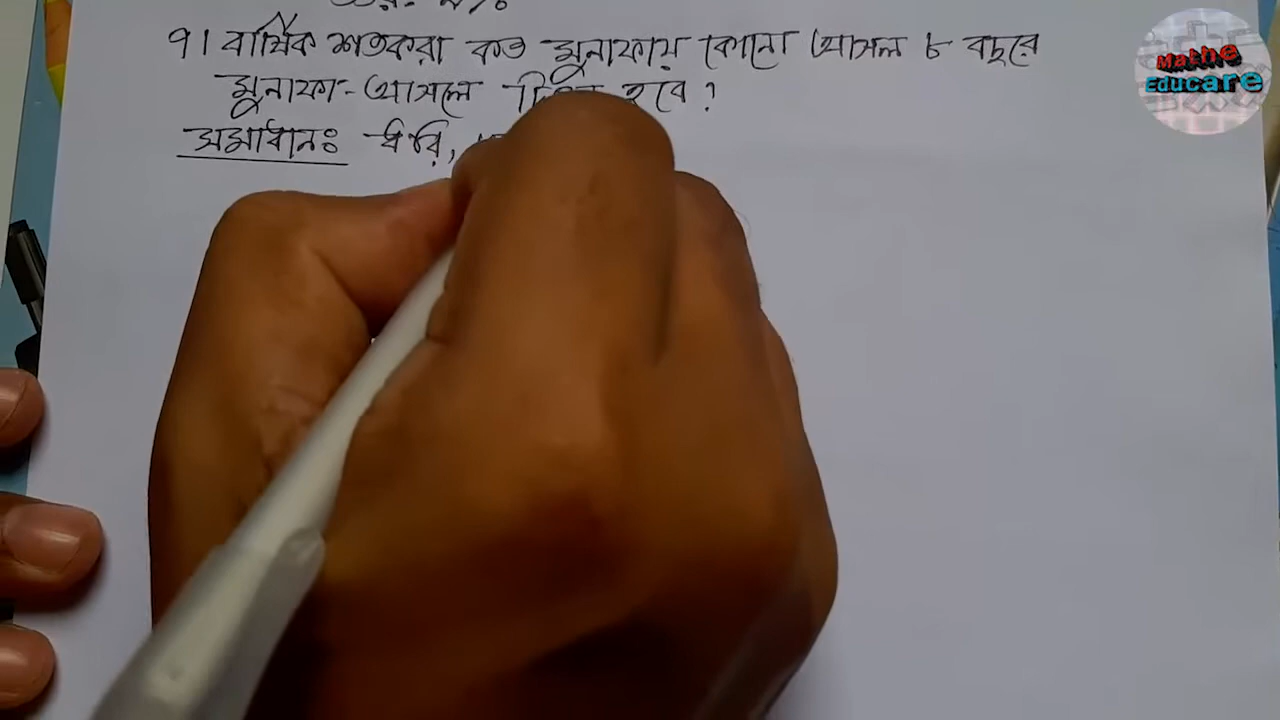 ৭। বার্ষিক শতকরা কত মুনাফায় কোনো আসল ৮ বছরে
মুনাফা-আসলে হবে ?
সমাধানঃ ধরি,
Mathe
Educare